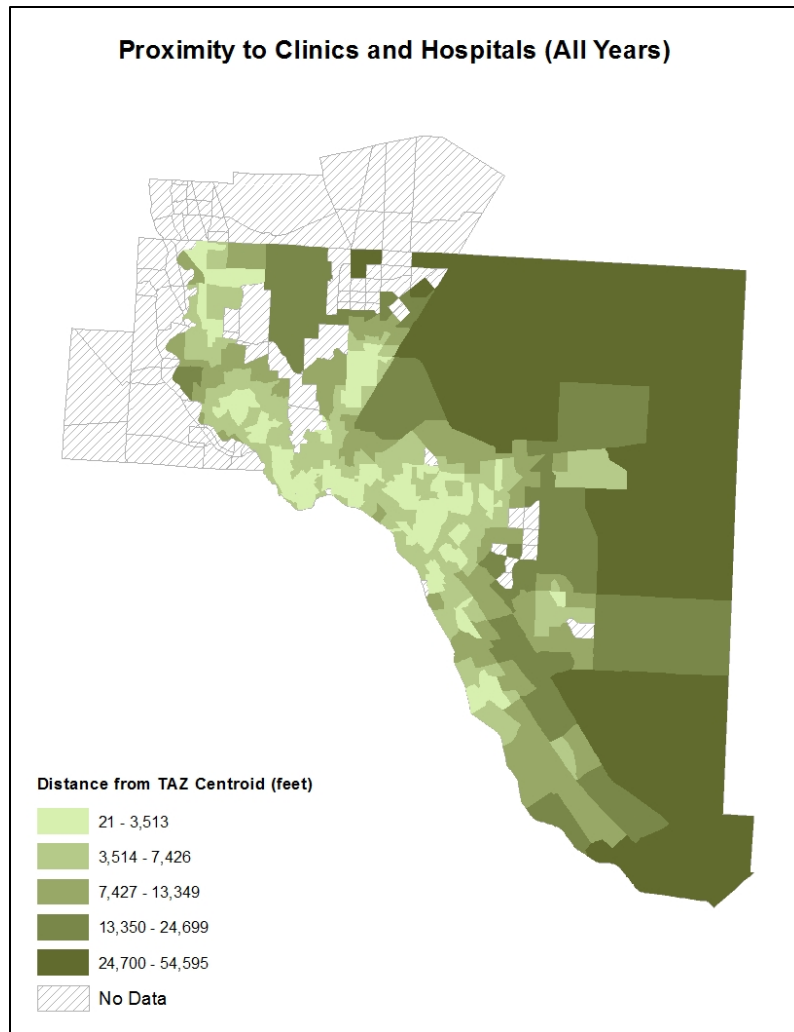 Proximity to Clinics and Hospitals (All Years)
Distance from TAZ Centroid (feet)
21 - 3,513
3,514 - 7,426
7,427 - 13,349
13,350 - 24,699
24,700 - 54,595
No Data